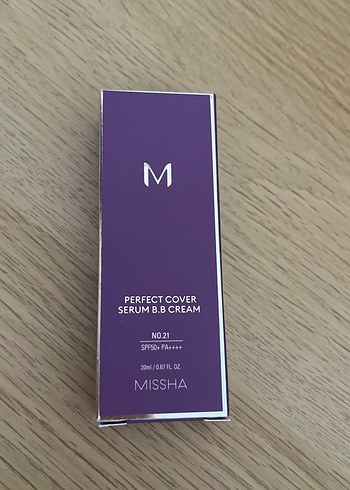 M
PERFECT COVER
SERUM B.B CREAM
NO.21
SPF50+ PA++++
20ml / 0.67 FL. OZ.
MISSHA